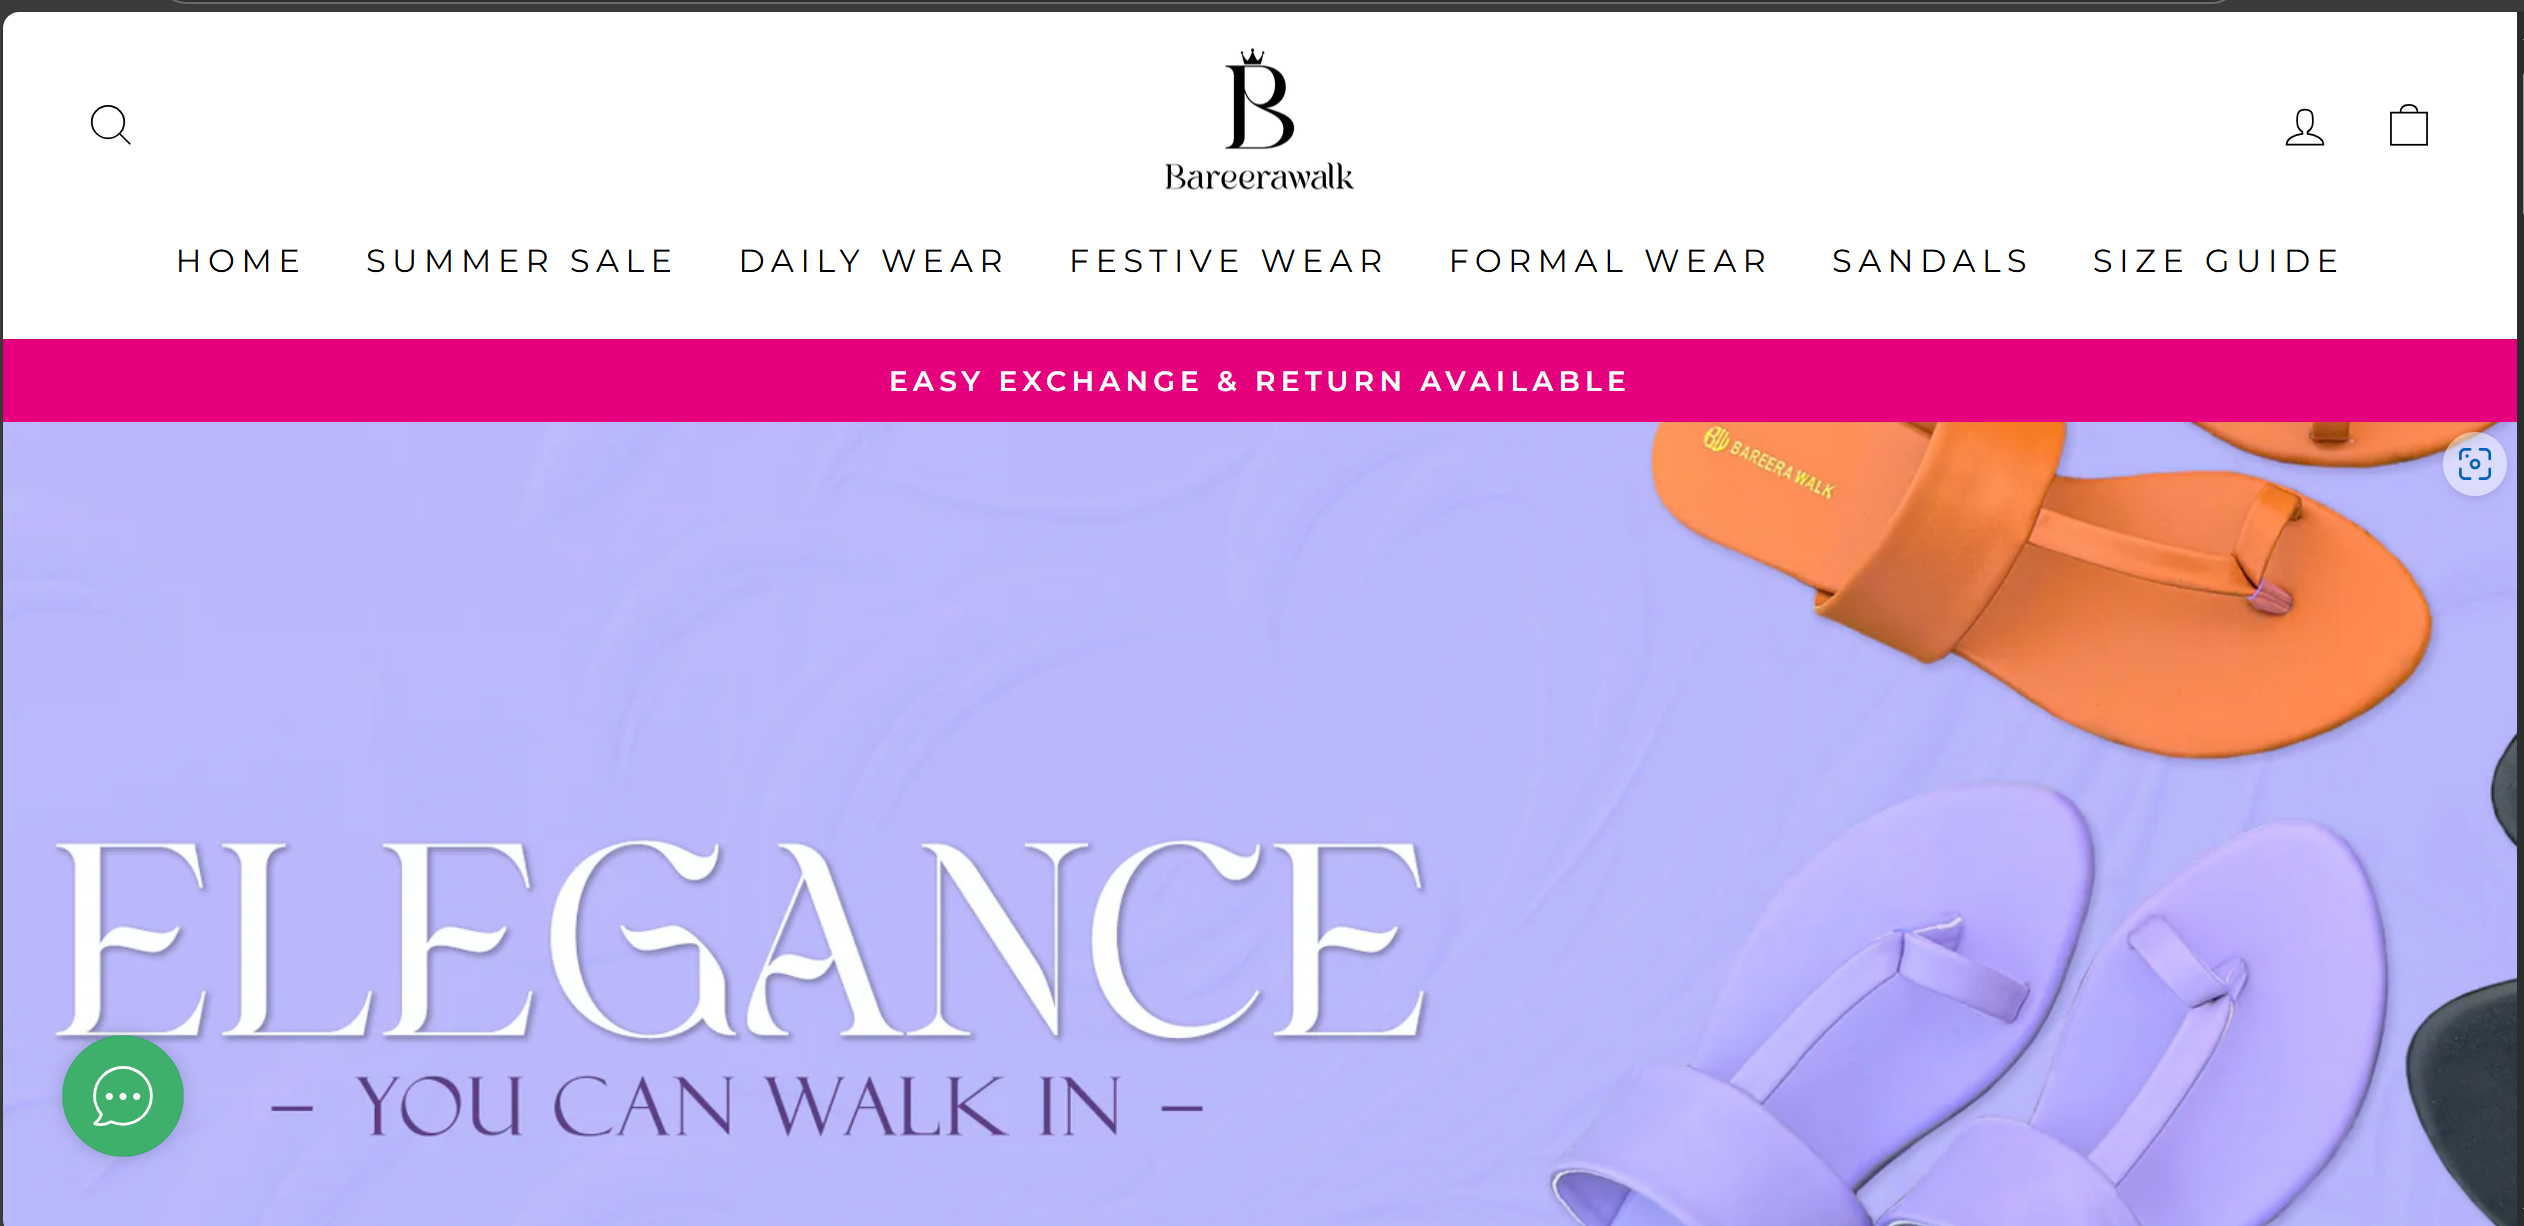 Bareerawalk
HOME SUMMER SALE DAILY WEAR FESTIVE WEAR FORMAL WEAR SANDALS SIZE GUIDE
EASY EXCHANGE & RETURN AVAILABLE
BW BAREERA WALK
ELEGANCE
– YOU CAN WALK IN –